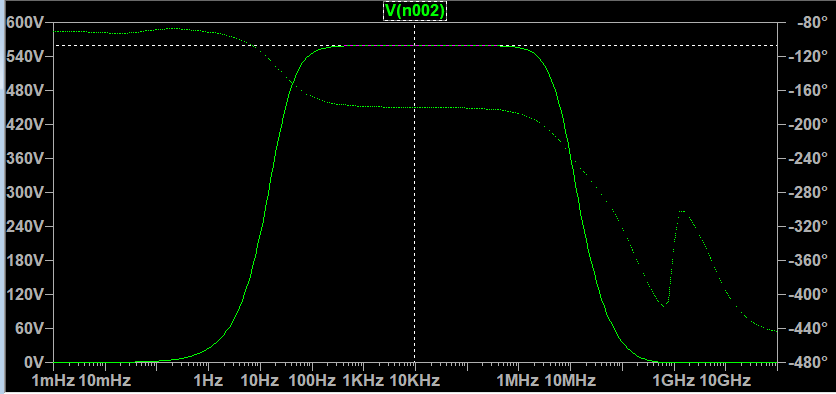 V(n002)
600V -80°
540V -120°
480V -160°
420V -200°
360V -240°
300V -280°
240V -320°
180V -360°
120V -400°
60V -440°
0V -480°
1mHz 10mHz 1Hz 10Hz 100Hz 1KHz 10KHz 1MHz 10MHz 1GHz 10GHz